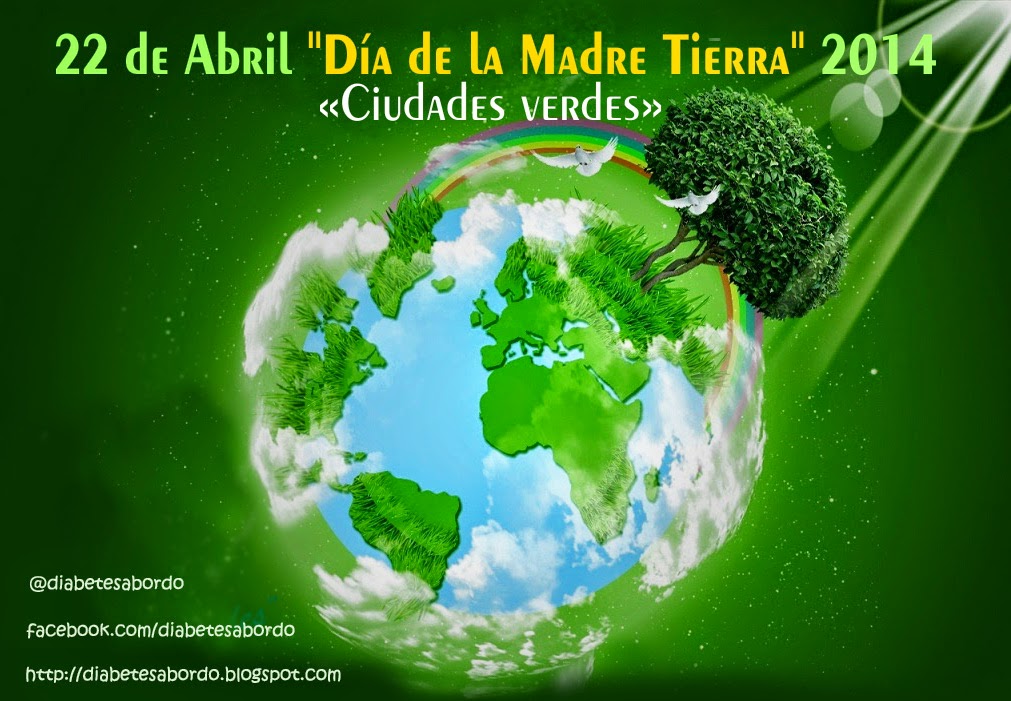 22 de Abril "Día de la Madre Tierra" 2014
«Ciudades verdes»
@diabetesabordo
facebook.com/diabetesabordo
http://diabetesabordo.blogspot.com